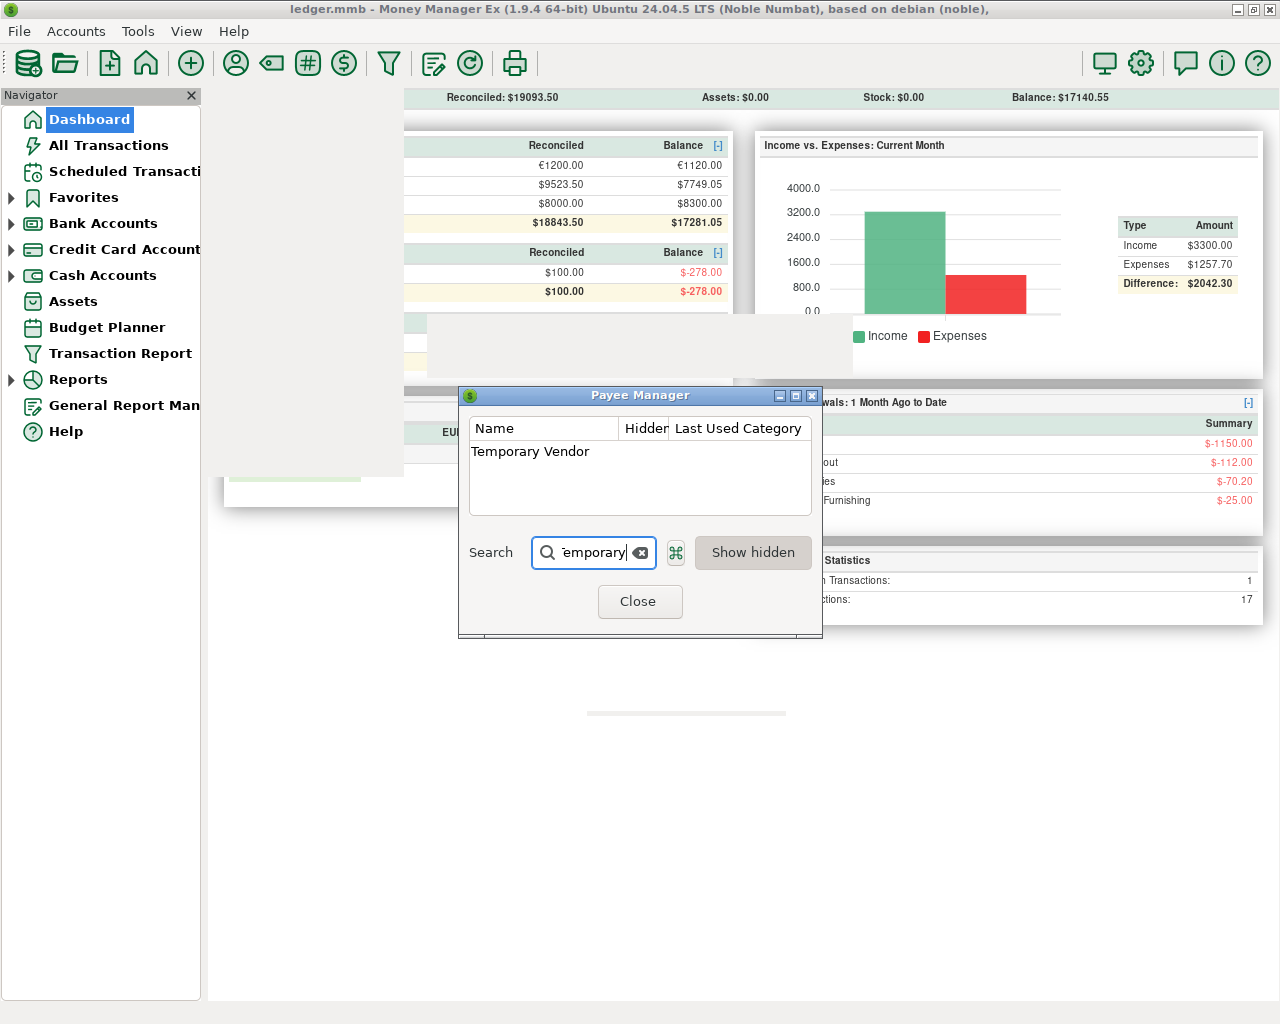 ledger.mmb - Money Manager Ex (1.9.4 64-bit) Ubuntu 24.04.5 LTS (Noble Numbat), based on debian (noble),
File Accounts Tools View Help
Navigator
Dashboard
All Transactions
Scheduled Transacti
Favorites
Bank Accounts
Credit Card Account
Cash Accounts
Assets
Budget Planner
Transaction Report
Reports
General Report Man
Help
Reconciled: $19093.50 Assets: $0.00 Stock: $0.00 Balance: $17140.55
Reconciled Balance [-]
€1200.00 €1120.00
$9523.50 $7749.05
$8000.00 $8300.00
$18843.50 $17281.05
Reconciled Balance [-]
$100.00 $-278.00
$100.00 $-278.00
Income vs. Expenses: Current Month
4000.0
3200.0
2400.0
1600.0
800.0
0.0
Income Expenses
Type Amount
Income $3300.00
Expenses $1257.70
Difference: $2042.30
Payee Manager
Name Hidden Last Used Category
Temporary Vendor
Search Temporary Show hidden
Close
wals: 1 Month Ago to Date [-]
Summary
$-1150.00
out $-112.00
ies $-70.20
Furnishing $-25.00
Statistics
Transactions: 1
ctions: 17